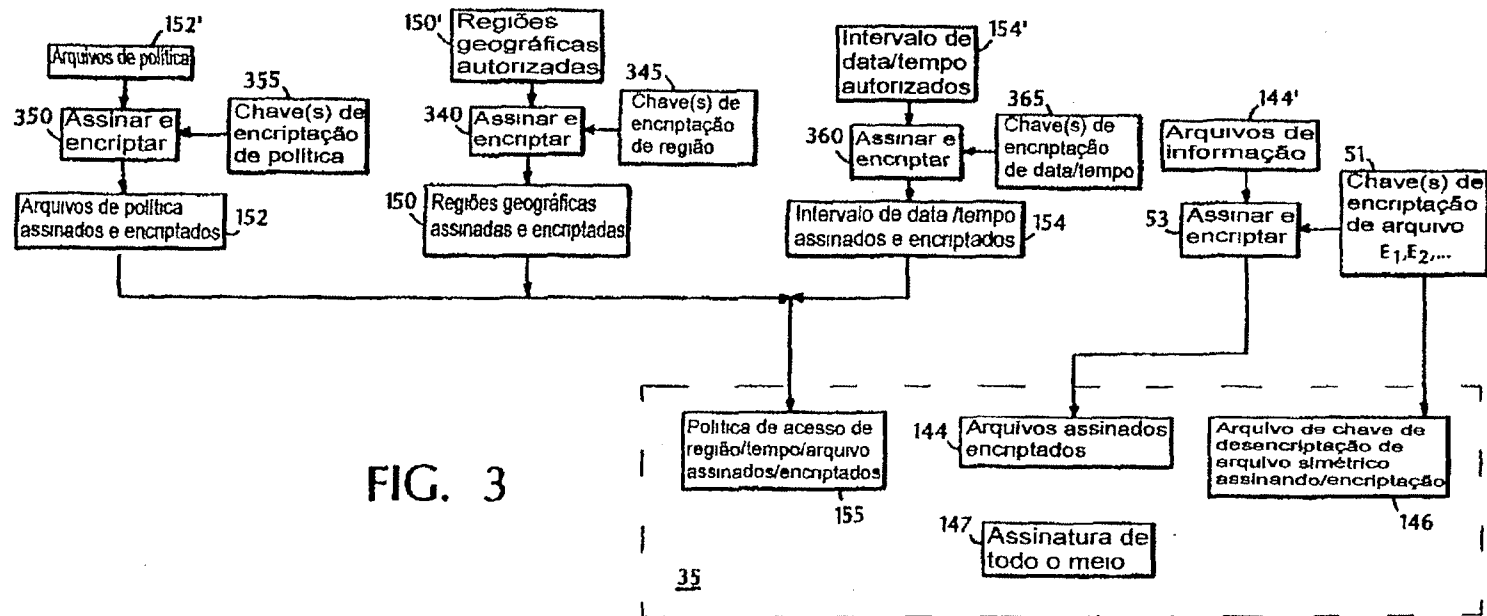 152'
Arquivos de política
355
350
Assinar e
encriptar
Chave(s) de
encriptação
de política
Arquivos de política
assinados e encriptados
152
150'
Regiões
geográficas
autorizadas
345
340
Assinar e
encriptar
Chave(s) de
encriptação
de região
150
Regiões geográficas
assinadas e encriptadas
Intervalo de
data/tempo
autorizados
154'
365
360
Assinar e
encriptar
Chave(s) de
encriptação
de data/tempo
Intervalo de data /tempo
assinados e encriptados
154
144'
Arquivos de
informação
51
53
Assinar e
encriptar
Chave(s) de
encriptação
de arquivo
E1,E2,...
Política de acesso de
região/tempo/arquivo
assinados/encriptados
155
144
Arquivos assinados
encriptados
Arquivo de chave de
desencriptação de
arquivo simétrico
assinando/encriptação
146
147
Assinatura de
todo o meio
35
FIG. 3